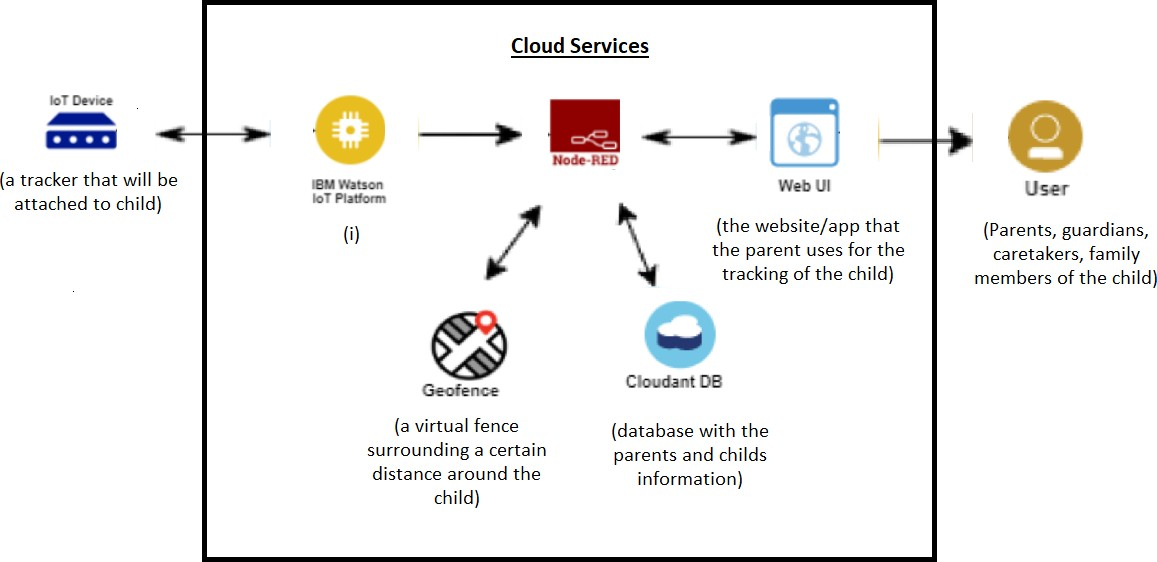 Cloud Services
IoT Device
(a tracker that will be
attached to child)
IBM Watson
IoT Platform
(i)
Node-RED
Web UI
(the website/app that
the parent uses for the
tracking of the child)
User
(Parents, guardians,
caretakers, family
members of the child)
Geofence
(a virtual fence
surrounding a certain
distance around the
child)
Cloudant DB
(database with the
parents and childs
information)